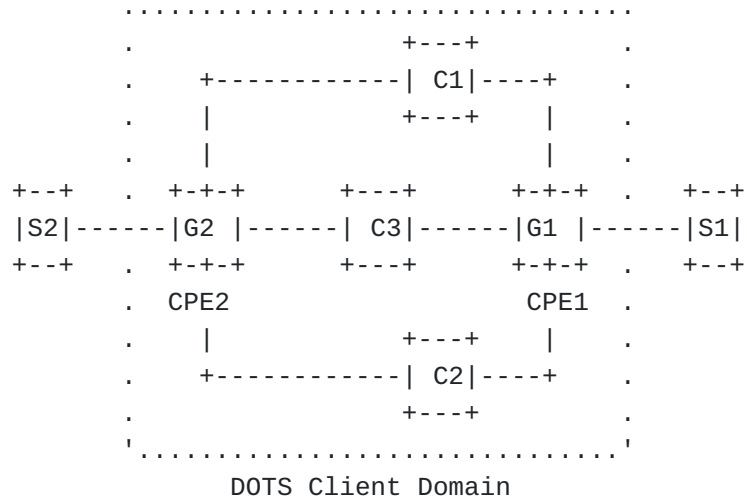 C1
S2 G2 C3 G1 S1
CPE2 CPE1
C2
DOTS Client Domain